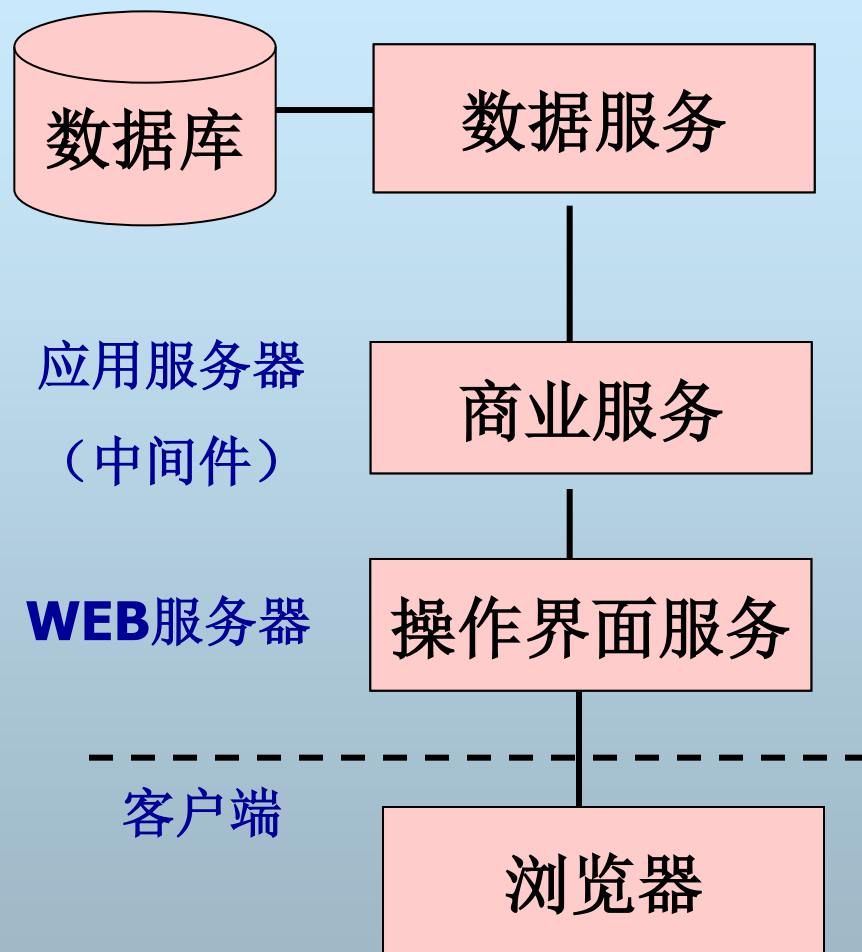 数据库
数据服务
应用服务器
（中间件）
商业服务
WEB服务器
操作界面服务
客户端
浏览器